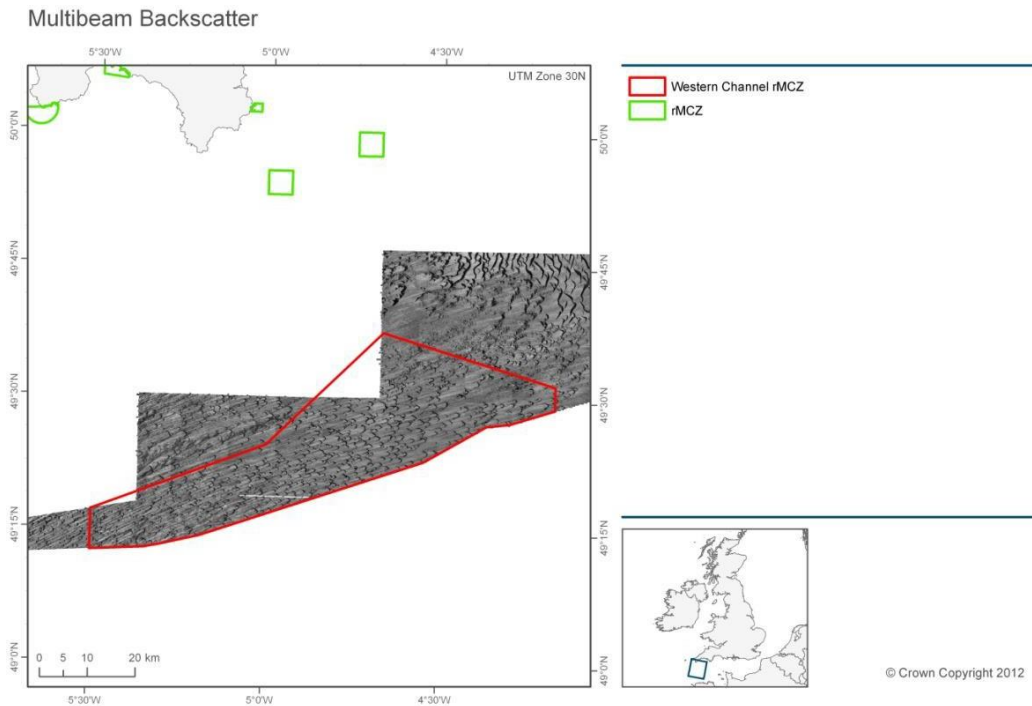 Multibeam Backscatter
5°30'W 5°0'W 4°30'W
UTM Zone 30N
Western Channel rMCZ
rMCZ
50°0'N 50°0'N
49°45'N 49°45'N
49°30'N 49°30'N
49°15'N 49°15'N
49°0'N 49°0'N
0 5 10 20 km
5°30'W 5°0'W 4°30'W
© Crown Copyright 2012